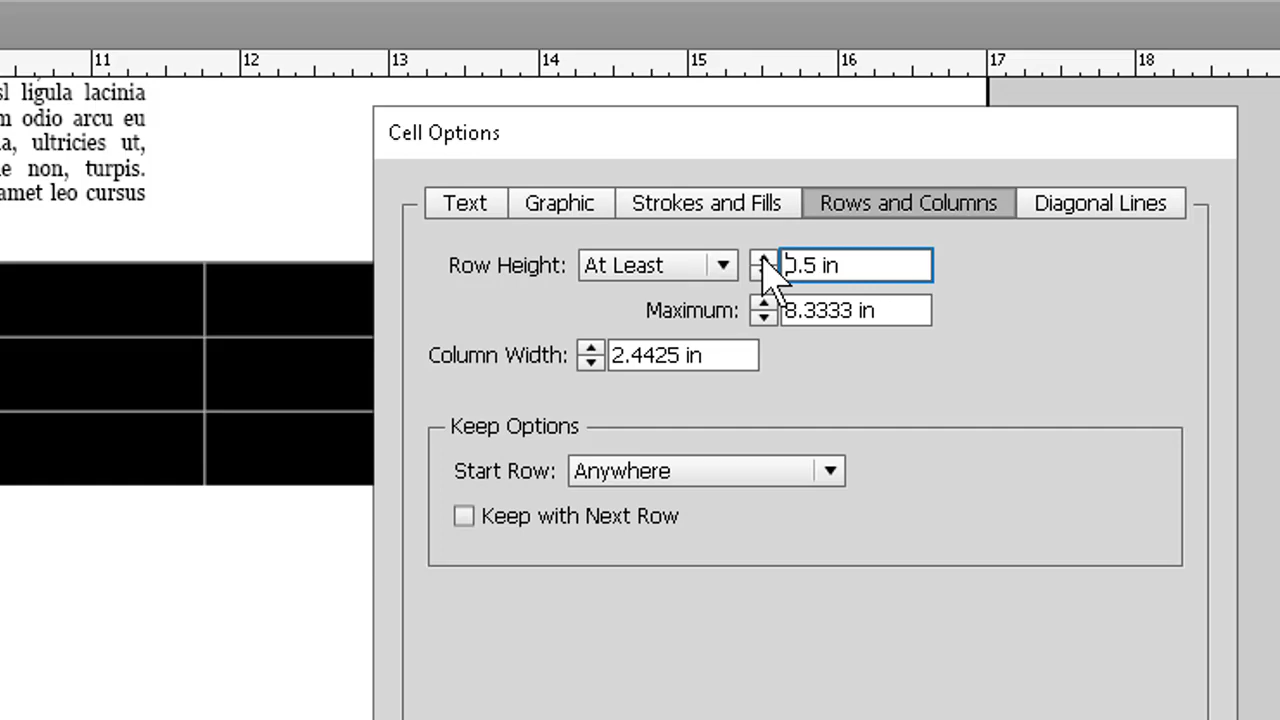 11 12 13 14 15 16 17 18
ligula lacinia
odio arcu eu
ultricies ut,
non, turpis.
amet leo cursus
Cell Options
Text Graphic Strokes and Fills Rows and Columns Diagonal Lines
Row Height: At Least 0.5 in
Maximum: 8.3333 in
Column Width: 2.4425 in
Keep Options
Start Row: Anywhere
Keep with Next Row